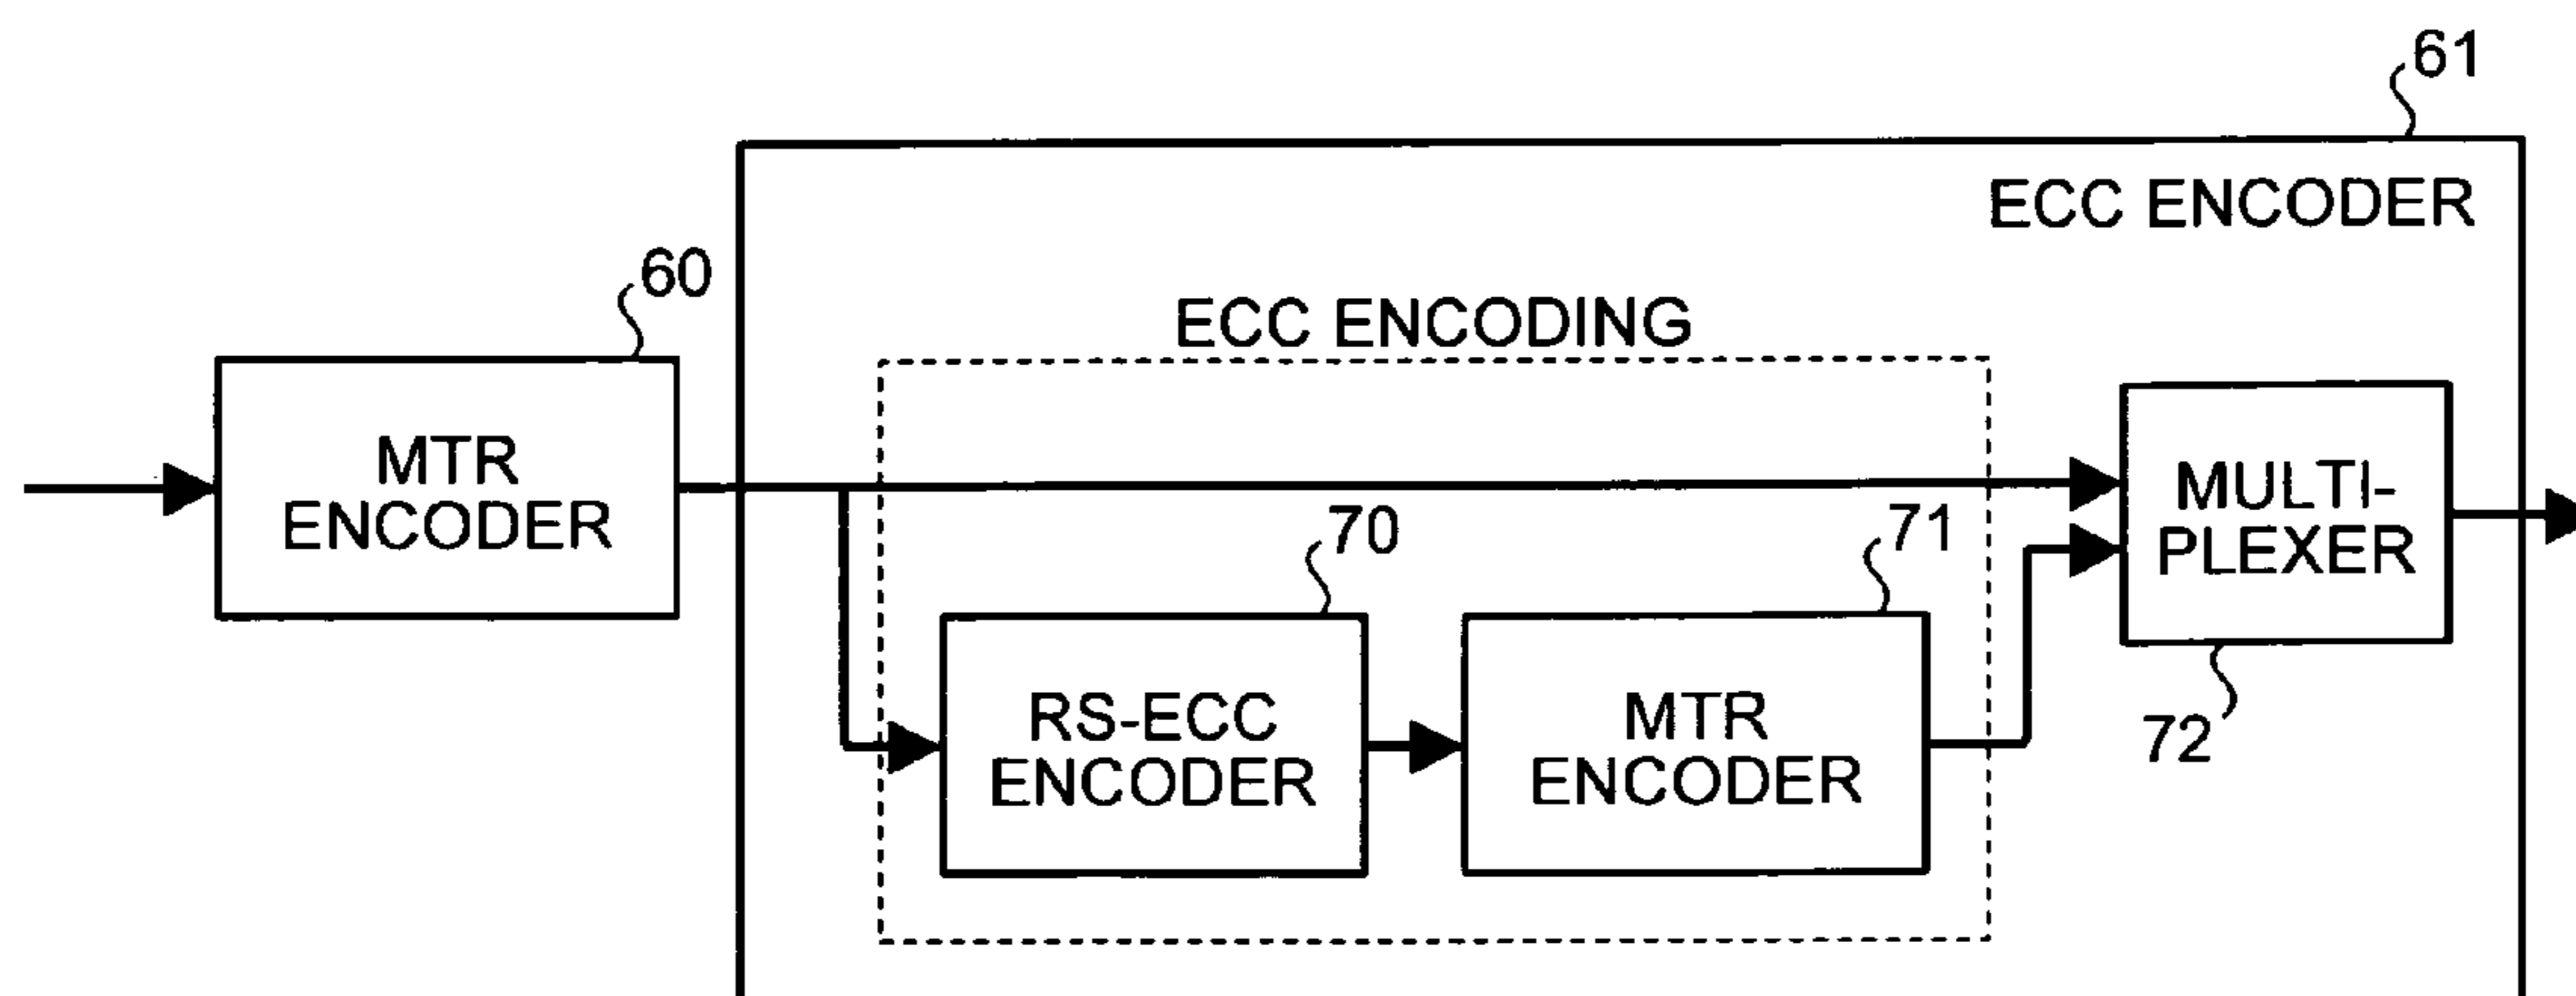 61
ECC ENCODER
60
ECC ENCODING
MTR
ENCODER
MULTI-
PLEXER
70
71
RS-ECC
ENCODER
MTR
ENCODER
72